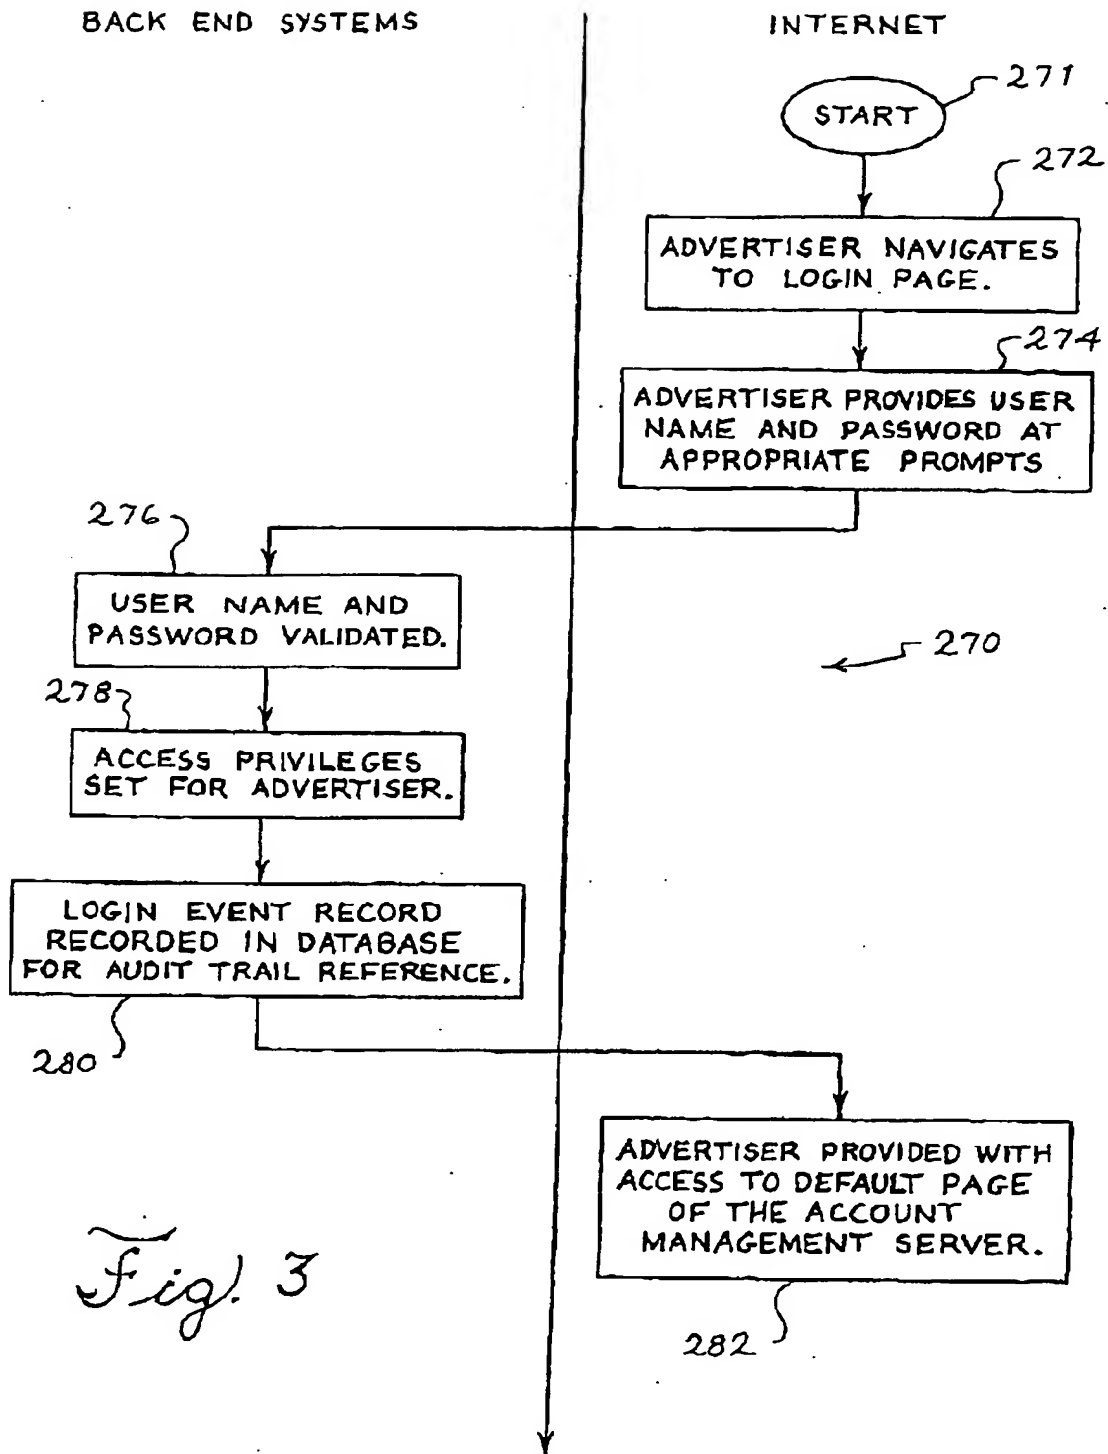 BACK END SYSTEMS
INTERNET
271
START
272
ADVERTISER NAVIGATES
TO LOGIN PAGE.
274
ADVERTISER PROVIDES USER
NAME AND PASSWORD AT
APPROPRIATE PROMPTS
276
USER NAME AND
PASSWORD VALIDATED.
270
278
ACCESS PRIVILEGES
SET FOR ADVERTISER.
LOGIN EVENT RECORD
RECORDED IN DATABASE
FOR AUDIT TRAIL REFERENCE.
280
ADVERTISER PROVIDED WITH
ACCESS TO DEFAULT PAGE
OF THE ACCOUNT
MANAGEMENT SERVER.
282
Fig. 3